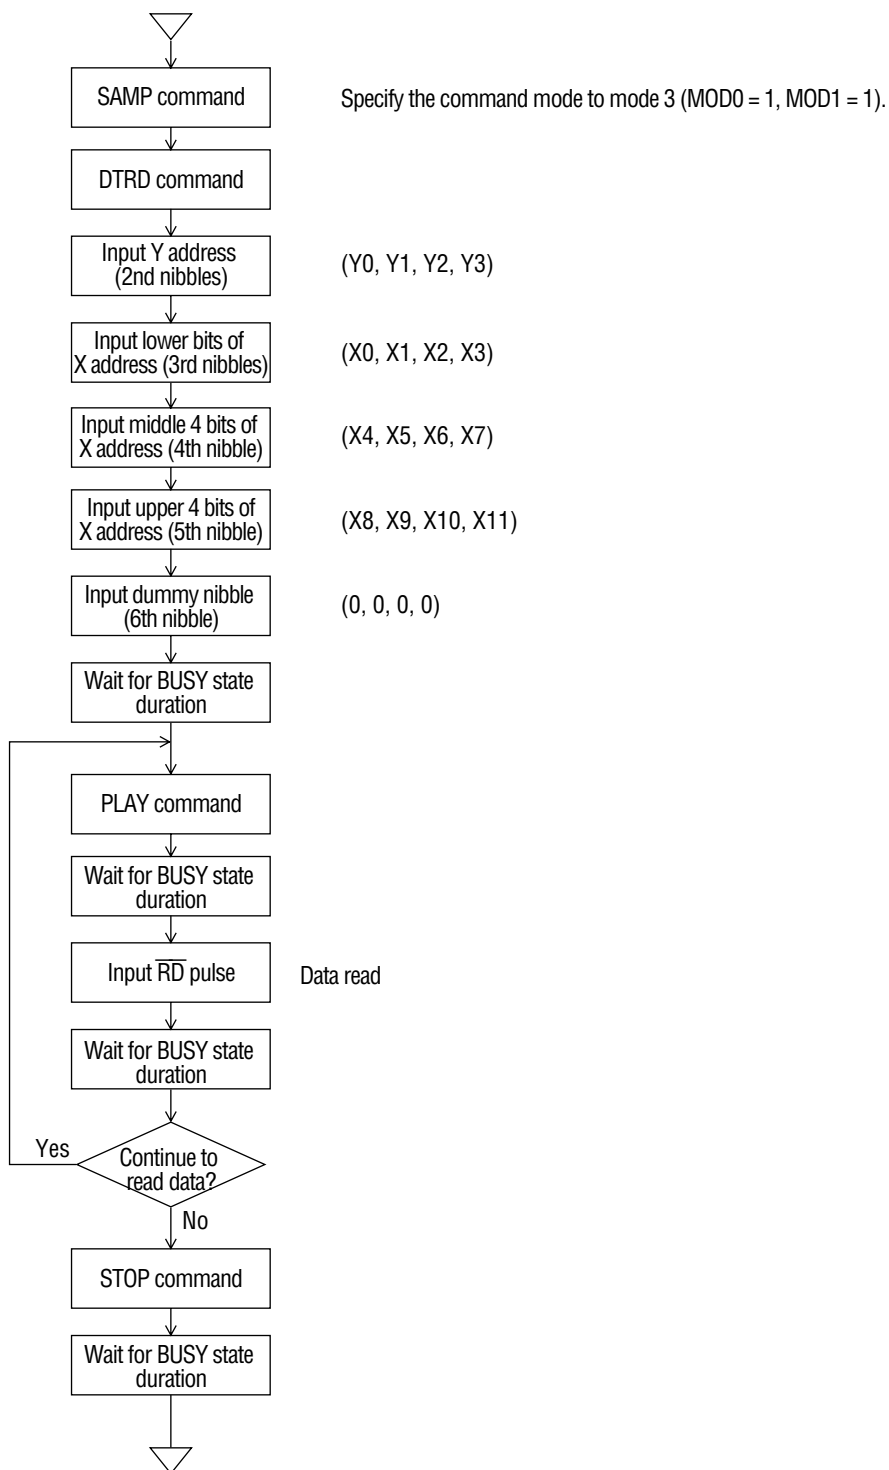 SAMP command
Specify the command mode to mode 3 (MOD0 = 1, MOD1 = 1).
DTRD command
Input Y address
(2nd nibbles)
(Y0, Y1, Y2, Y3)
Input lower bits of
X address (3rd nibbles)
(X0, X1, X2, X3)
Input middle 4 bits of
X address (4th nibble)
(X4, X5, X6, X7)
Input upper 4 bits of
X address (5th nibble)
(X8, X9, X10, X11)
Input dummy nibble
(6th nibble)
(0, 0, 0, 0)
Wait for BUSY state
duration
PLAY command
Wait for BUSY state
duration
Input R̅D̅ pulse
Data read
Wait for BUSY state
duration
Yes
Continue to
read data?
No
STOP command
Wait for BUSY state
duration